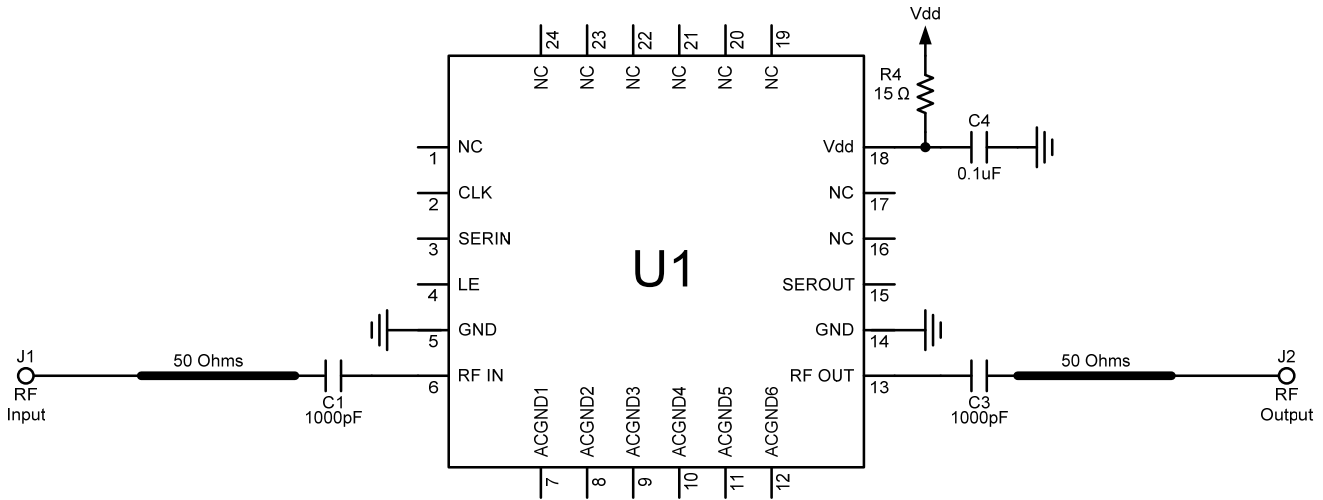 24
23
22
21
20
19
NC
NC
NC
NC
NC
NC
Vdd
R4
15 Ω
1
NC
Vdd
18
C4
0.1uF
2
CLK
NC
17
3
SERIN
NC
16
U1
4
LE
SEROUT
15
5
GND
GND
14
J1
RF
Input
50 Ohms
C1
1000pF
6
RF IN
RF OUT
13
C3
1000pF
50 Ohms
J2
RF
Output
ACGND1
ACGND2
ACGND3
ACGND4
ACGND5
ACGND6
7
8
9
10
11
12